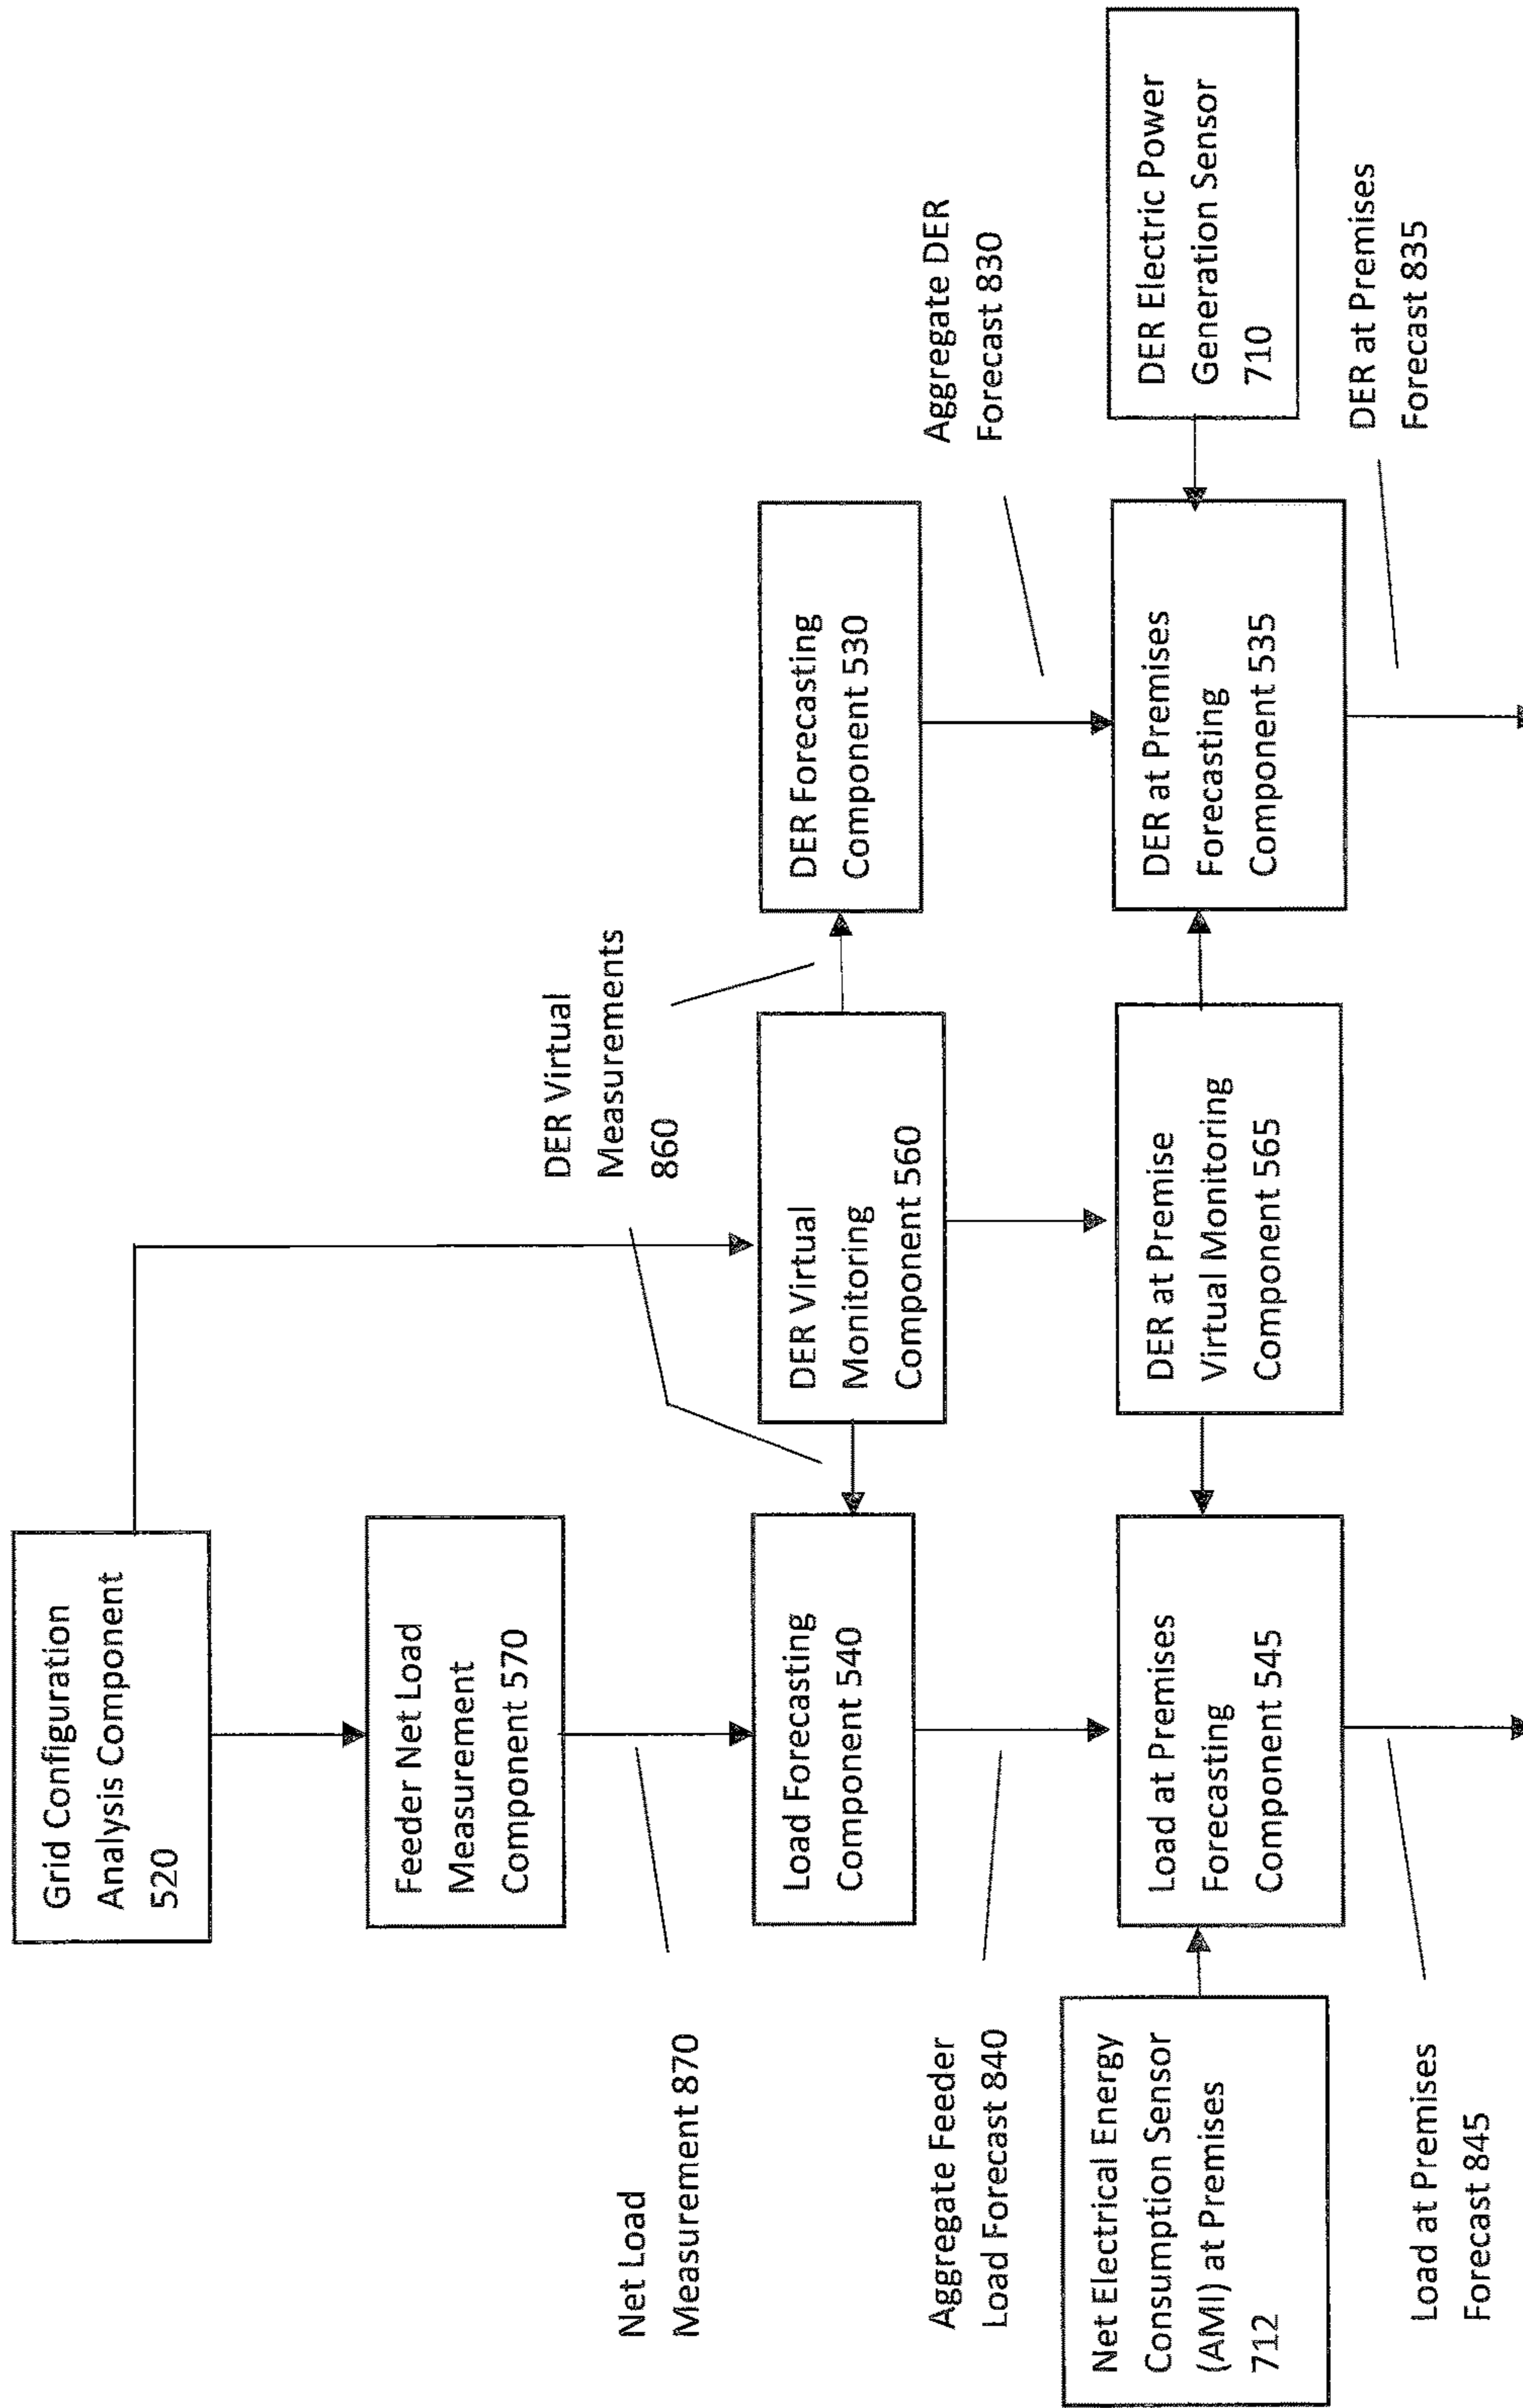 Grid Configuration
Analysis Component
520
Feeder Net Load
Measurement
Component 570
Net Load
Measurement 870
DER Virtual
Measurements
860
Load Forecasting
Component 540
DER Virtual
Monitoring
Component 560
DER Forecasting
Component 530
Aggregate Feeder
Load Forecast 840
Aggregate DER
Forecast 830
Net Electrical Energy
Consumption Sensor
(AMI) at Premises
712
Load at Premises
Forecasting
Component 545
DER at Premise
Virtual Monitoring
Component 565
DER at Premises
Forecasting
Component 535
DER Electric Power
Generation Sensor
710
Load at Premises
Forecast 845
DER at Premises
Forecast 835